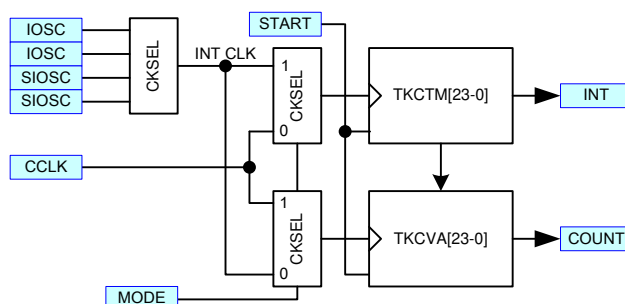 IOSC
IOSC
SIOSC
SIOSC
CKSEL
INT CLK
START
1
0
CKSEL
TKCTM[23-0]
INT
CCLK
1
0
CKSEL
TKCVA[23-0]
COUNT
MODE